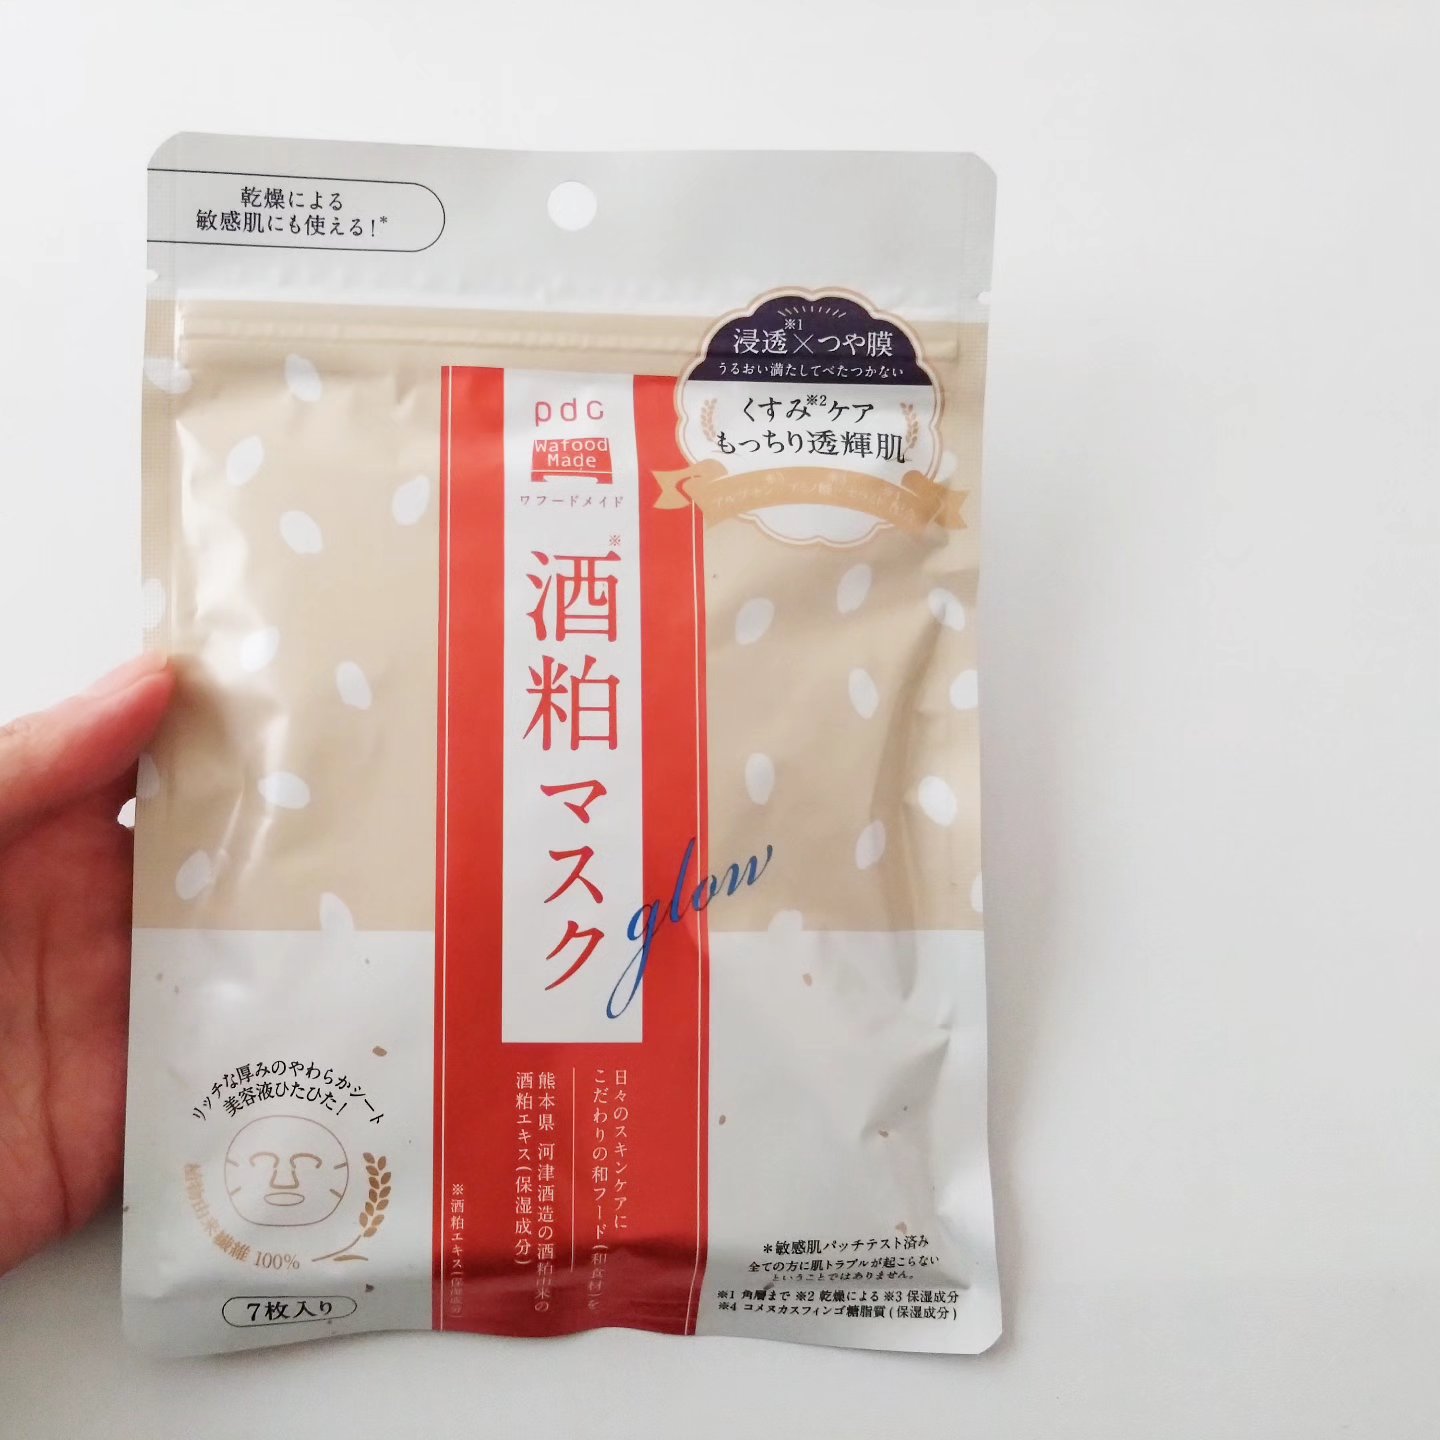 乾燥による
敏感肌にも使える!*
浸透※1×つや膜
うるおい満たしてべたつかない
くすみ※2ケア
もっちり透輝肌
pdc
Wafood
Made
ワフードメイド
酒粕マスク※
glow
日々のスキンケアに
こだわりの和フード(和食材)を
熊本県 河津酒造の酒粕由来の
酒粕エキス(保湿成分)
※酒粕エキス(保湿成分)
リッチな厚みのやわらかシート
美容液ひたひた!
植物由来繊維 100%
7枚入り
*敏感肌パッチテスト済み
全ての方に肌トラブルが起こらない
ということではありません。
※1 角層まで ※2 乾燥による ※3 保湿成分
※4 コメヌカスフィンゴ糖脂質(保湿成分)